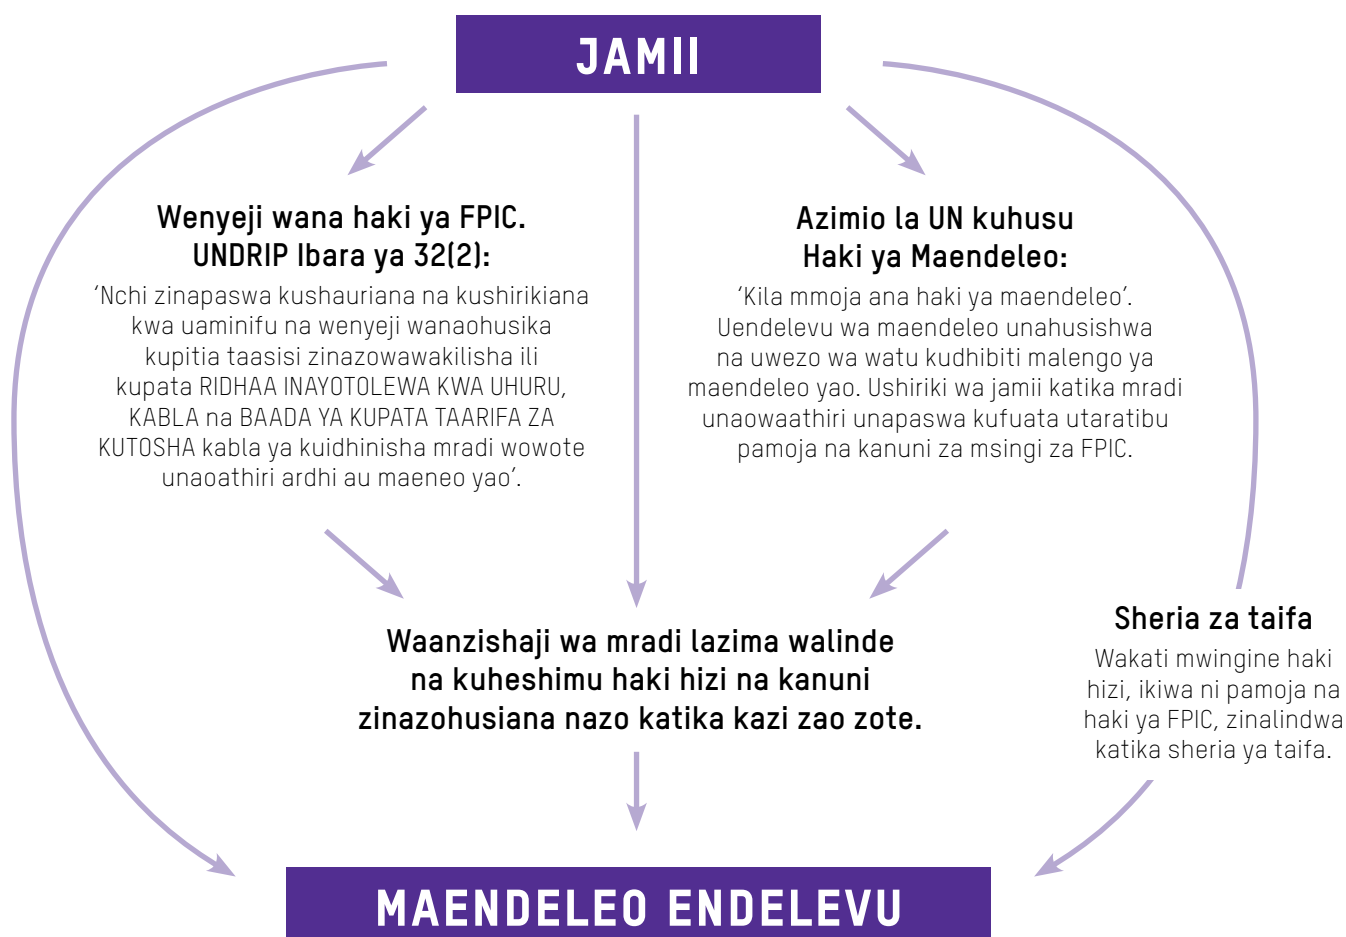 JAMII
Wenyeji wana haki ya FPIC.
UNDRIP Ibara ya 32(2):
‘Nchi zinapaswa kushauriana na kushirikiana
kwa uaminifu na wenyeji wanaohusika
kupitia taasisi zinazowawakilisha ili
kupata RIDHAA INAYOTOLEWA KWA UHURU,
KABLA na BAADA YA KUPATA TAARIFA ZA
KUTOSHA kabla ya kuidhinisha mradi wowote
unaoathiri ardhi au maeneo yao’.
Azimio la UN kuhusu
Haki ya Maendeleo:
‘Kila mmoja ana haki ya maendeleo’.
Uendelevu wa maendeleo unahusishwa
na uwezo wa watu kudhibiti malengo ya
maendeleo yao. Ushiriki wa jamii katika mradi
unaowaathiri unapaswa kufuata utaratibu
pamoja na kanuni za msingi za FPIC.
Waanzishaji wa mradi lazima walinde
na kuheshimu haki hizi na kanuni
zinazohusiana nazo katika kazi zao zote.
Sheria za taifa
Wakati mwingine haki
hizi, ikiwa ni pamoja na
haki ya FPIC, zinalindwa
katika sheria ya taifa.
MAENDELEO ENDELEVU